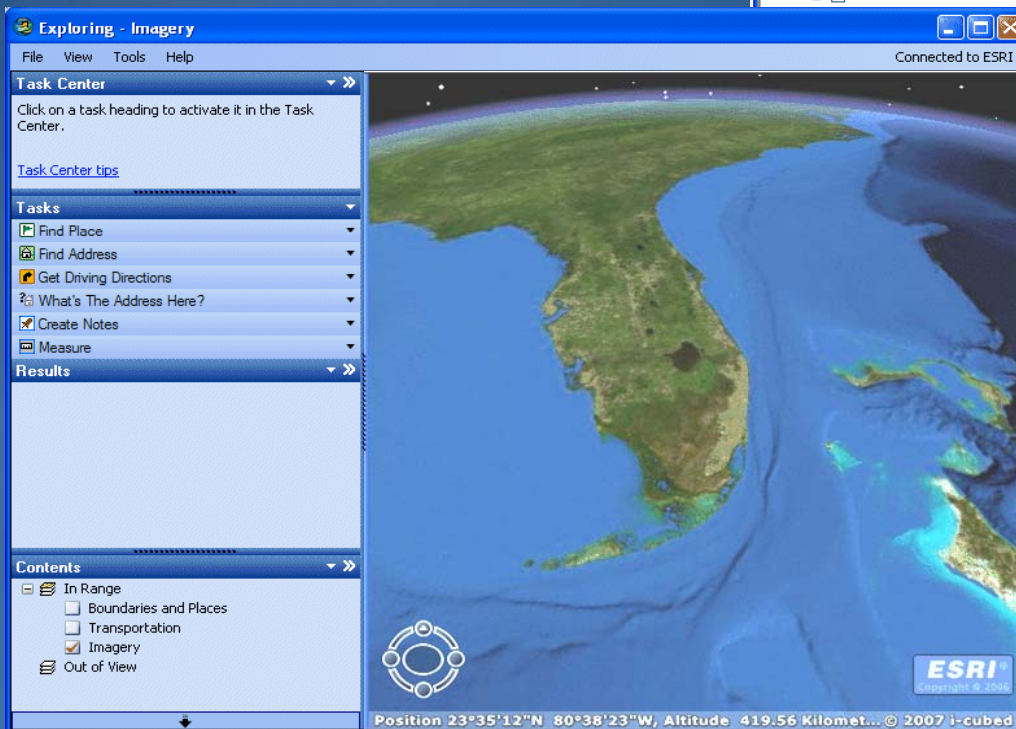 Exploring - Imagery
File View Tools Help
Connected to ESRI
Task Center
Click on a task heading to activate it in the Task
Center.
Task Center tips
Tasks
Find Place
Find Address
Get Driving Directions
What's The Address Here?
Create Notes
Measure
Results
Contents
In Range
Boundaries and Places
Transportation
Imagery
Out of View
ESRI®
Copyright © 2006
Position 23°35'12"N 80°38'23"W, Altitude 419.56 Kilomet... © 2007 i-cubed